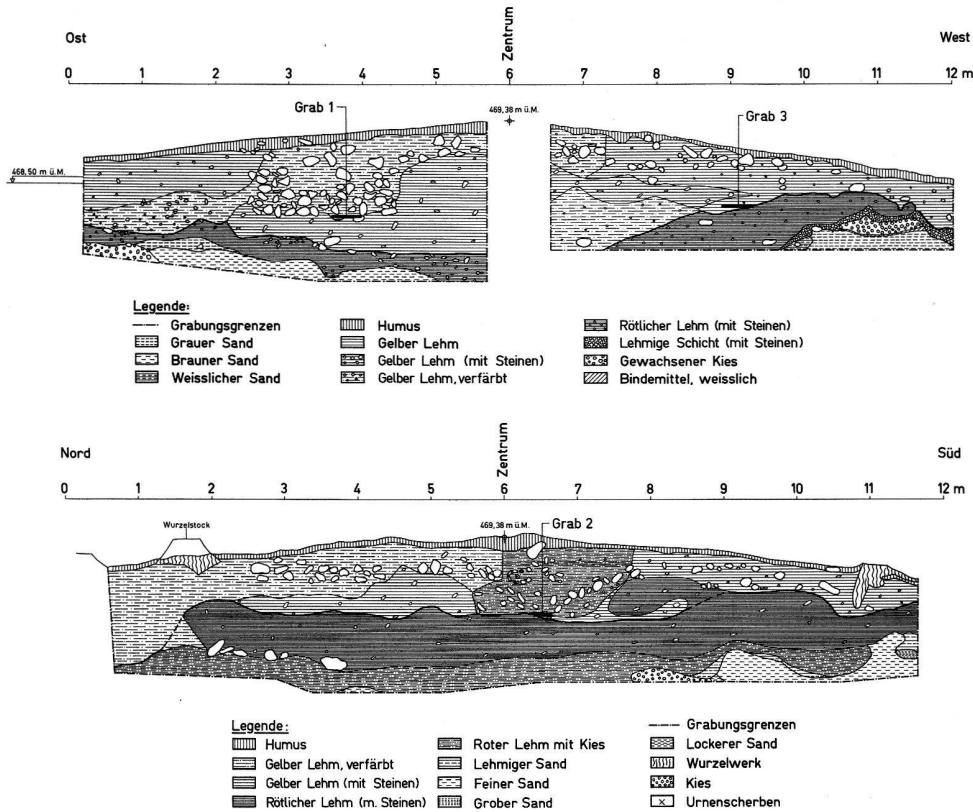 Ost
Zentrum
West
0 1 2 3 4 5 6 7 8 9 10 11 12 m
Grab 1
469,38 m ü.M.
Grab 3
468,50 m ü.M.
Legende:
Grabungsgrenzen
Grauer Sand
Brauner Sand
Weisslicher Sand
Humus
Gelber Lehm
Gelber Lehm (mit Steinen)
Gelber Lehm, verfärbt
Rötlicher Lehm (mit Steinen)
Lehmige Schicht (mit Steinen)
Gewachsener Kies
Bindemittel, weisslich
Nord
Zentrum
Süd
0 1 2 3 4 5 6 7 8 9 10 11 12 m
Wurzelstock
469,38 m ü.M.
Grab 2
Legende:
Humus
Gelber Lehm, verfärbt
Gelber Lehm (mit Steinen)
Rötlicher Lehm (m. Steinen)
Roter Lehm mit Kies
Lehmiger Sand
Feiner Sand
Grober Sand
Grabungsgrenzen
Lockerer Sand
Wurzelwerk
Kies
Urnenscherben